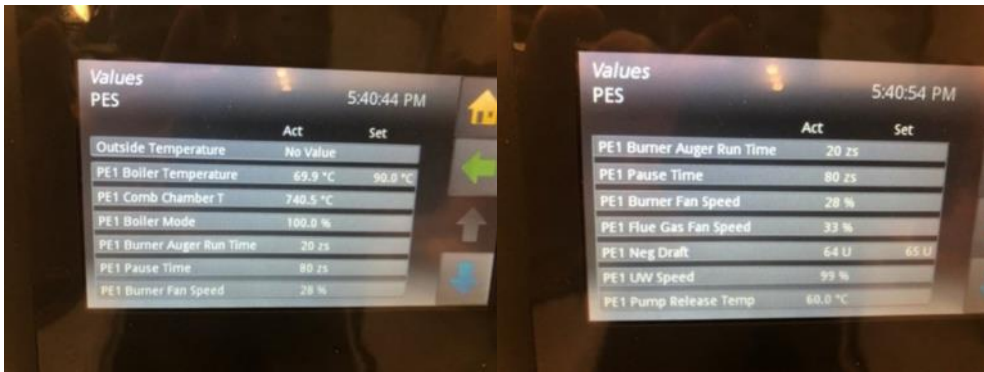 Values
PES 5:40:44 PM
Act Set
Outside Temperature No Value
PE1 Boiler Temperature 69.9 °C 90.0 °C
PE1 Comb Chamber T 740.5 °C
PE1 Boiler Mode 100.0 %
PE1 Burner Auger Run Time 20 zs
PE1 Pause Time 80 zs
PE1 Burner Fan Speed 28 %
Values
PES 5:40:54 PM
Act Set
PE1 Burner Auger Run Time 20 zs
PE1 Pause Time 80 zs
PE1 Burner Fan Speed 28 %
PE1 Flue Gas Fan Speed 33 %
PE1 Neg Draft 64 U 65 U
PE1 UW Speed 99 %
PE1 Pump Release Temp 60.0 °C